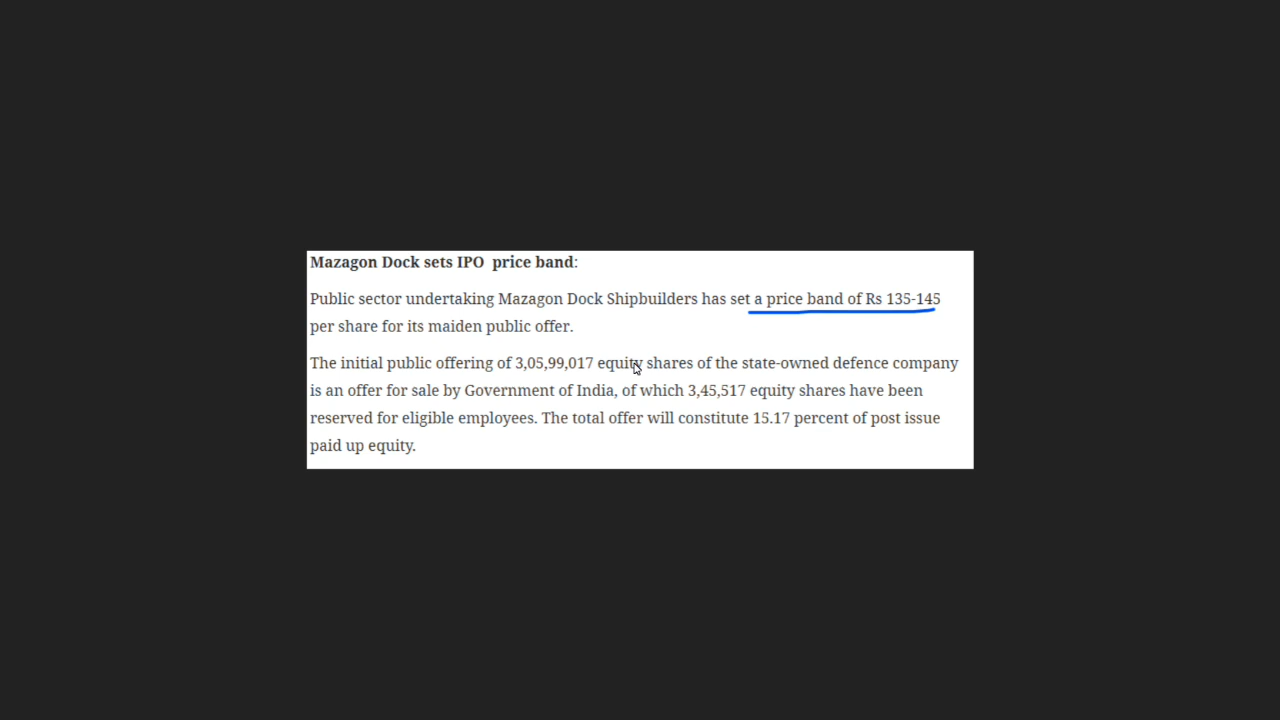 Mazagon Dock sets IPO  price band:
Public sector undertaking Mazagon Dock Shipbuilders has set a price band of Rs 135-145
per share for its maiden public offer.
The initial public offering of 3,05,99,017 equity shares of the state-owned defence company
is an offer for sale by Government of India, of which 3,45,517 equity shares have been
reserved for eligible employees. The total offer will constitute 15.17 percent of post issue
paid up equity.